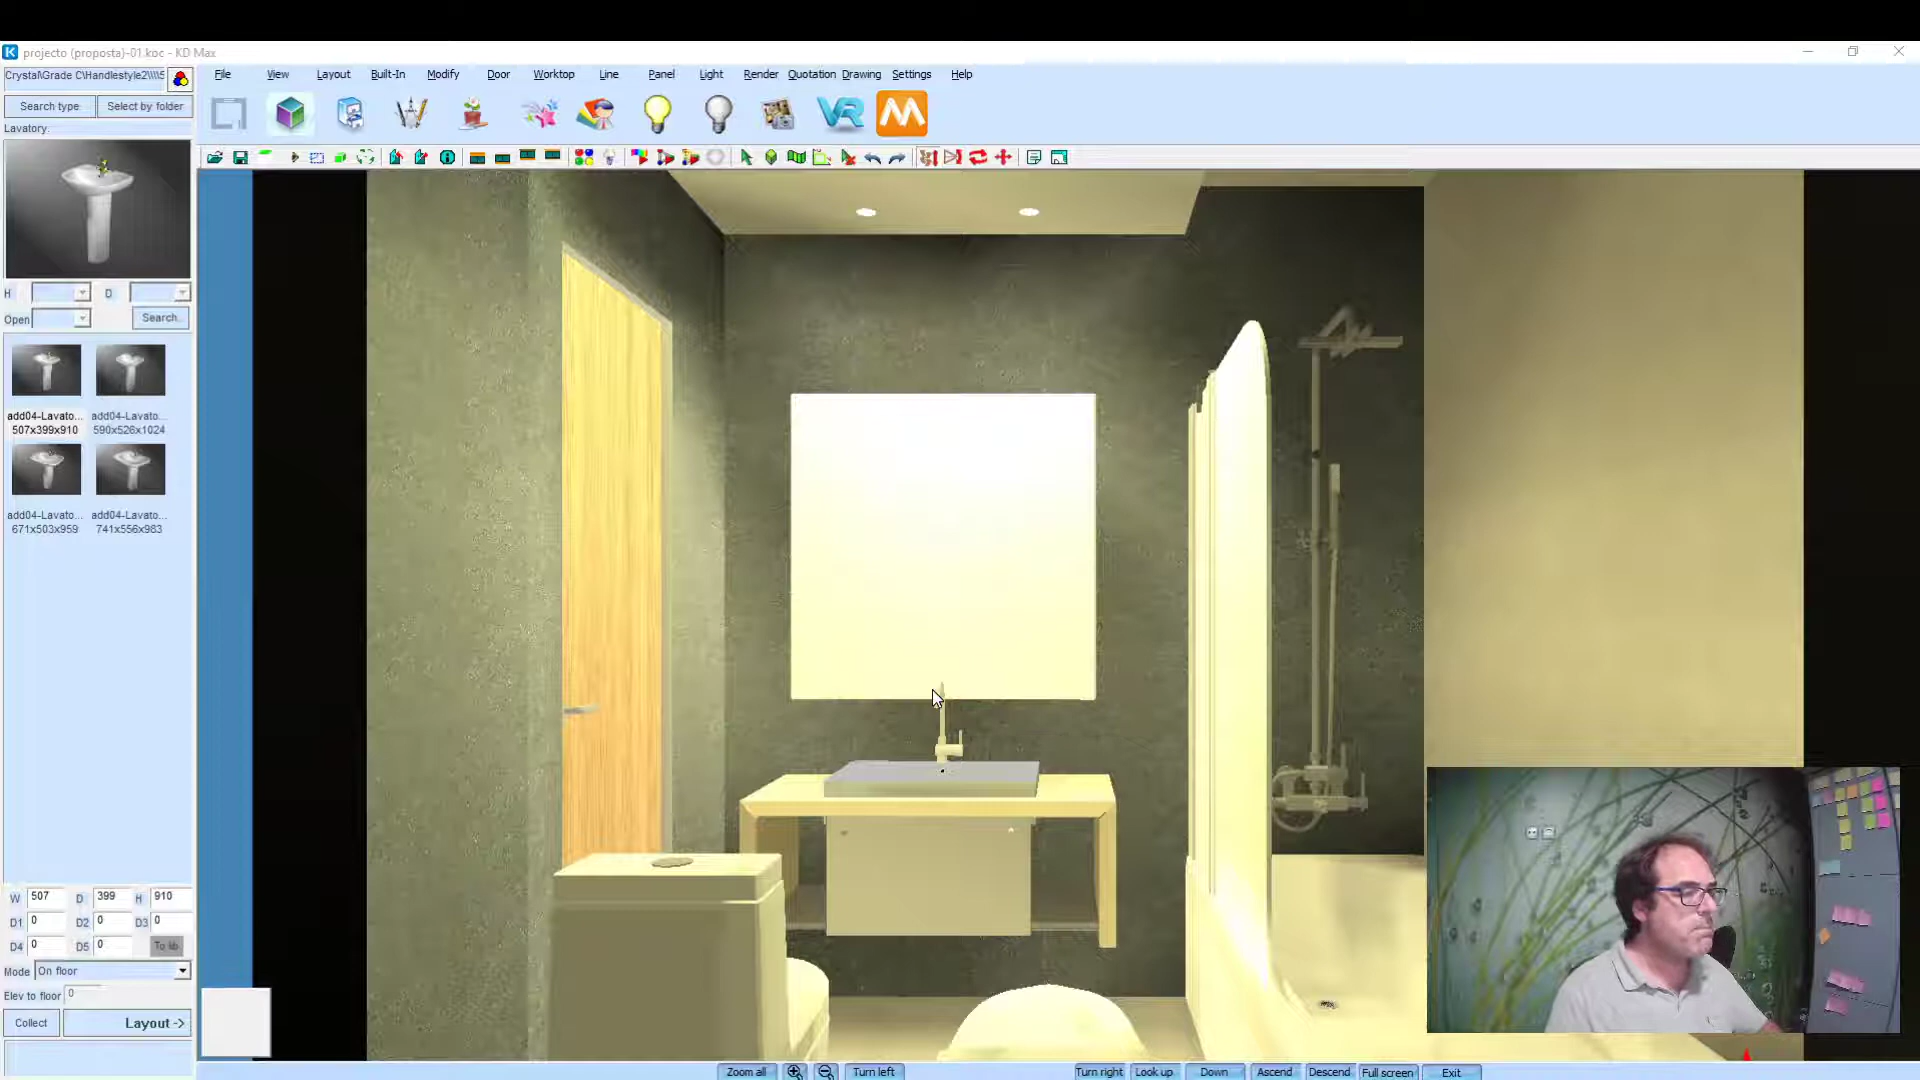 projecto (proposta)-01.koc - KD Max
Crystal\Grade C\Handlestyle2\\\\5
File View Layout Built-In Modify Door Worktop Line Panel Light Render Quotation Drawing Settings Help
Search type Select by folder
Lavatory.
VR
H D
Open Search.
add04-Lavato... add04-Lavato...
507x399x910 590x526x1024
add04-Lavato... add04-Lavato...
671x503x959 741x556x983
W 507 D 399 H 910
D1 0 D2 0 D3 0
D4 0 D5 0 To lib
Mode On floor
Elev to floor 0
Collect Layout ->
Zoom all Turn left Turn right Look up Down Ascend Descend Full screen Exit